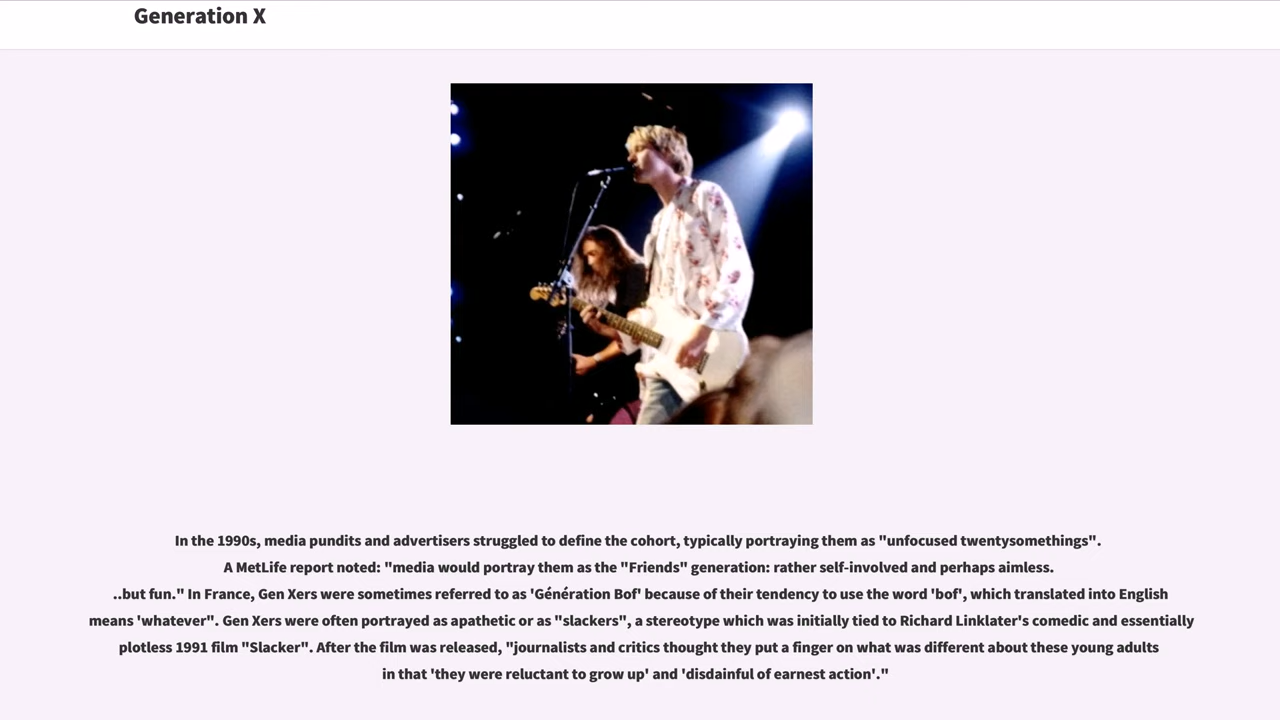 Generation X
In the 1990s, media pundits and advertisers struggled to define the cohort, typically portraying them as "unfocused twentysomethings".
A MetLife report noted: "media would portray them as the "Friends" generation: rather self-involved and perhaps aimless.
..but fun." In France, Gen Xers were sometimes referred to as 'Génération Bof' because of their tendency to use the word 'bof', which translated into English
means 'whatever". Gen Xers were often portrayed as apathetic or as "slackers", a stereotype which was initially tied to Richard Linklater's comedic and essentially
plotless 1991 film "Slacker". After the film was released, "journalists and critics thought they put a finger on what was different about these young adults
in that 'they were reluctant to grow up' and 'disdainful of earnest action'."